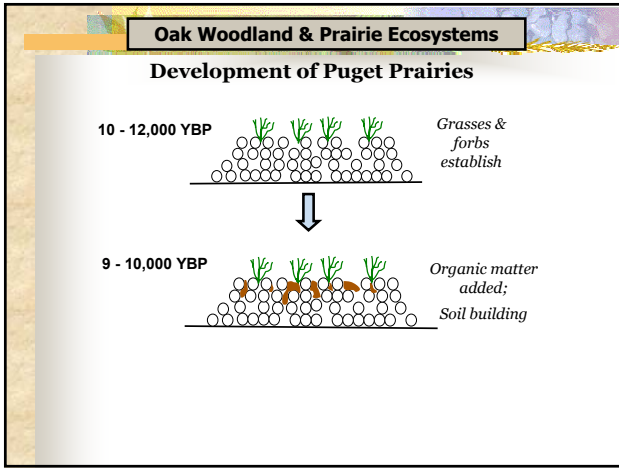 Oak Woodland & Prairie Ecosystems
Development of Puget Prairies
10 - 12,000 YBP
Grasses &
forbs
establish
9 - 10,000 YBP
Organic matter
added;
Soil building